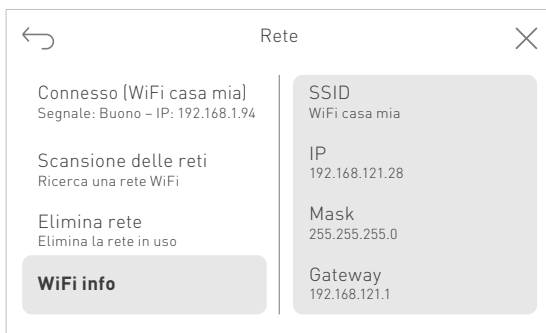 Rete
Connesso (WiFi casa mia)
Segnale: Buono – IP: 192.168.1.94
Scansione delle reti
Ricerca una rete WiFi
Elimina rete
Elimina la rete in uso
WiFi info
SSID
WiFi casa mia
IP
192.168.121.28
Mask
255.255.255.0
Gateway
192.168.121.1